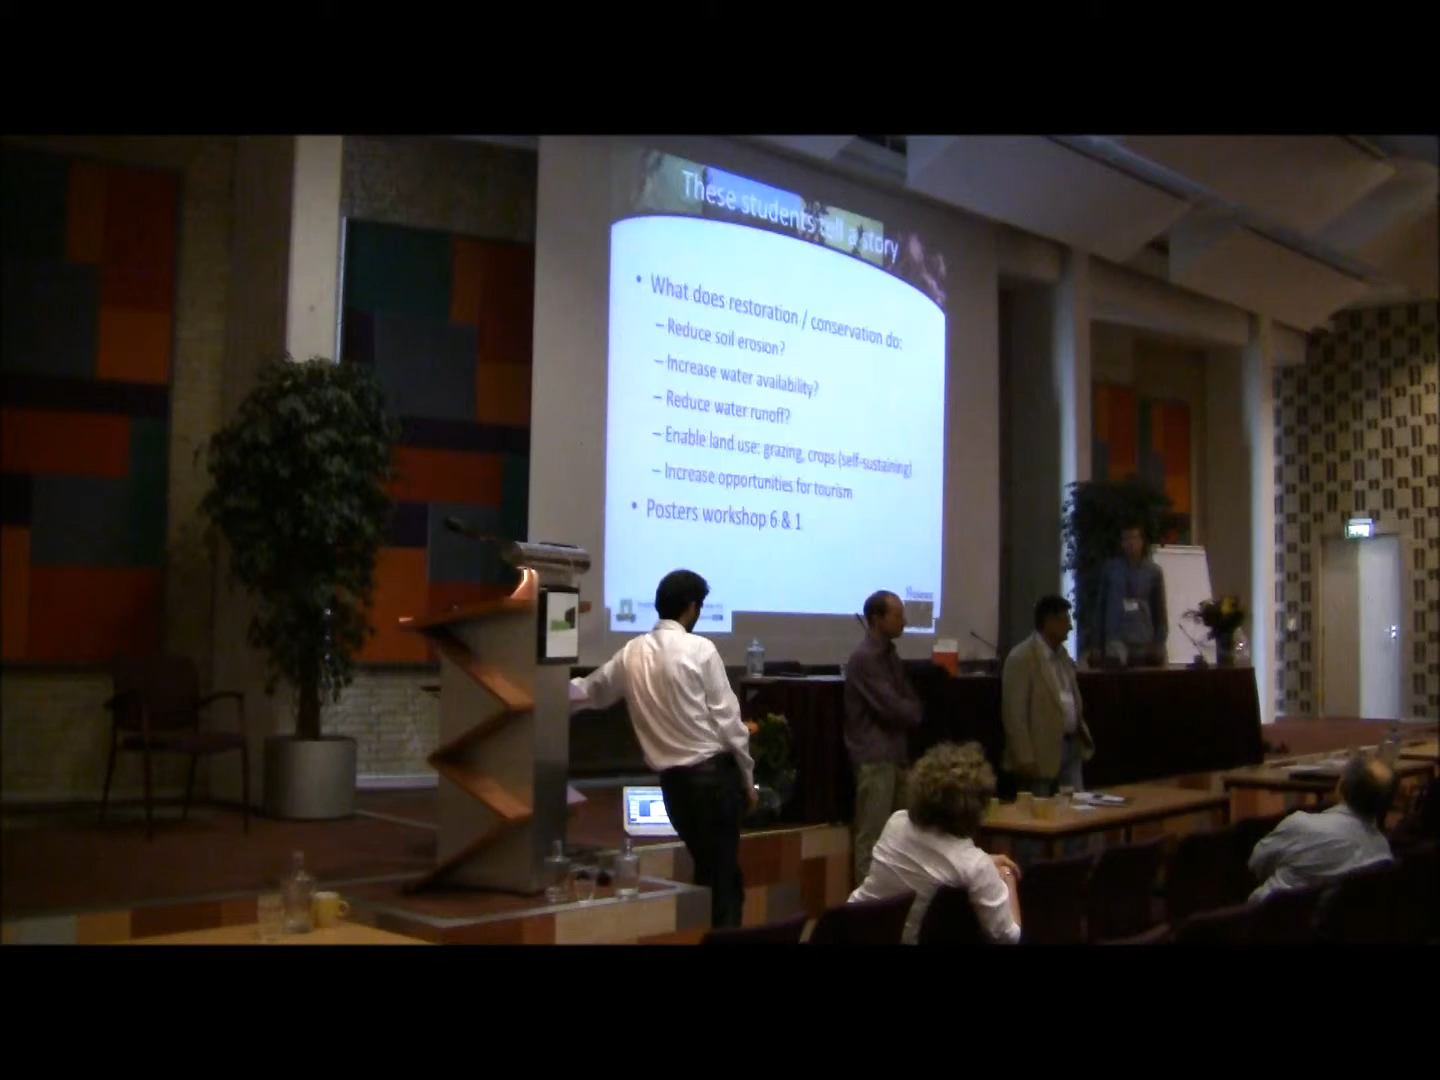 These students tell a story
• What does restoration / conservation do:
– Reduce soil erosion?
– Increase water availability?
– Reduce water runoff?
– Enable land use: grazing, crops (self-sustaining)
– Increase opportunities for tourism
• Posters workshop 6 & 1